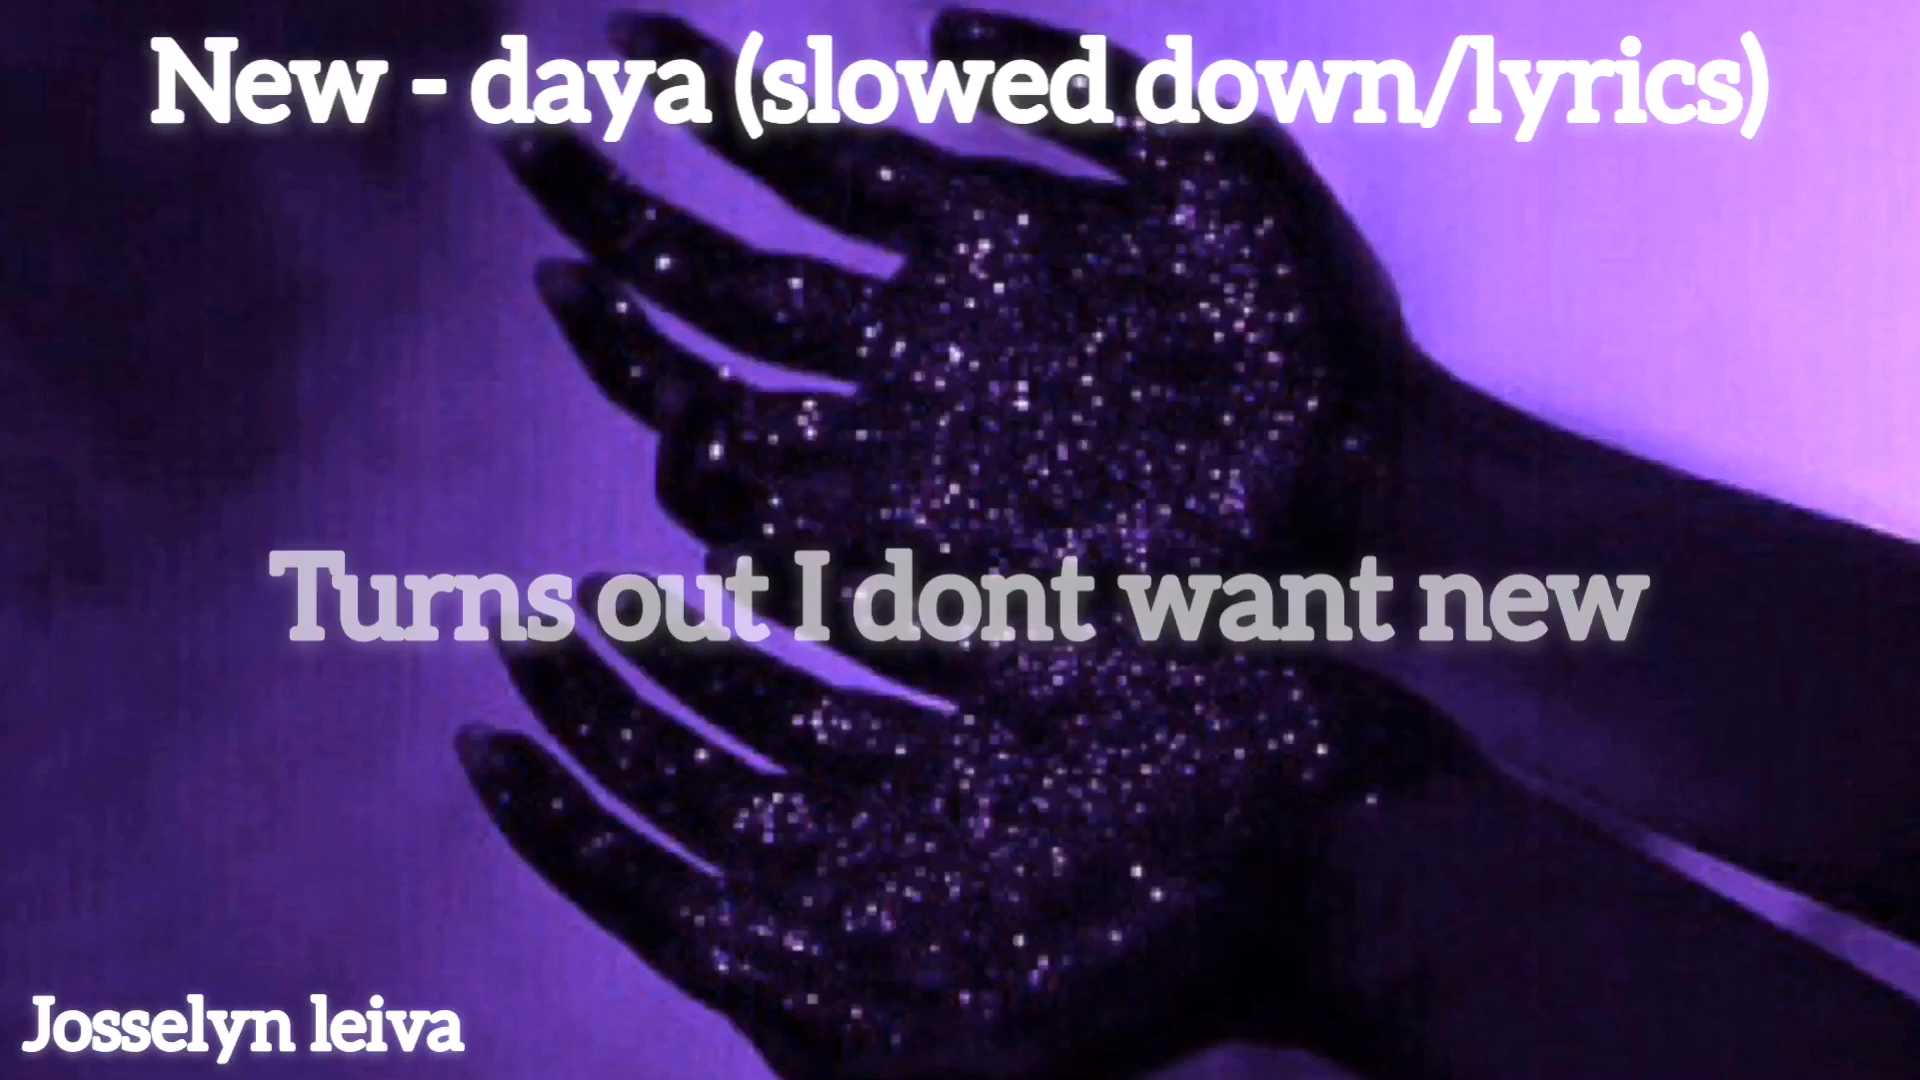 New - daya (slowed down/lyrics)
Turns out I dont want new
Josselyn leiva